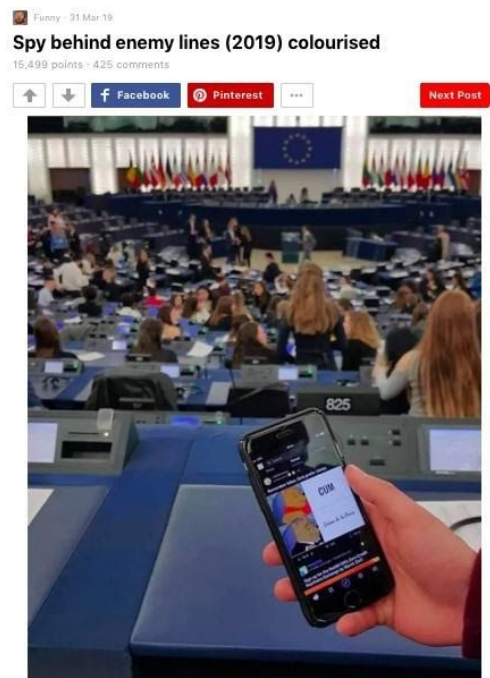 Funny · 31 Mar 19
Spy behind enemy lines (2019) colourised
15,499 points · 425 comments
Facebook
Pinterest
Next Post
825
CUM